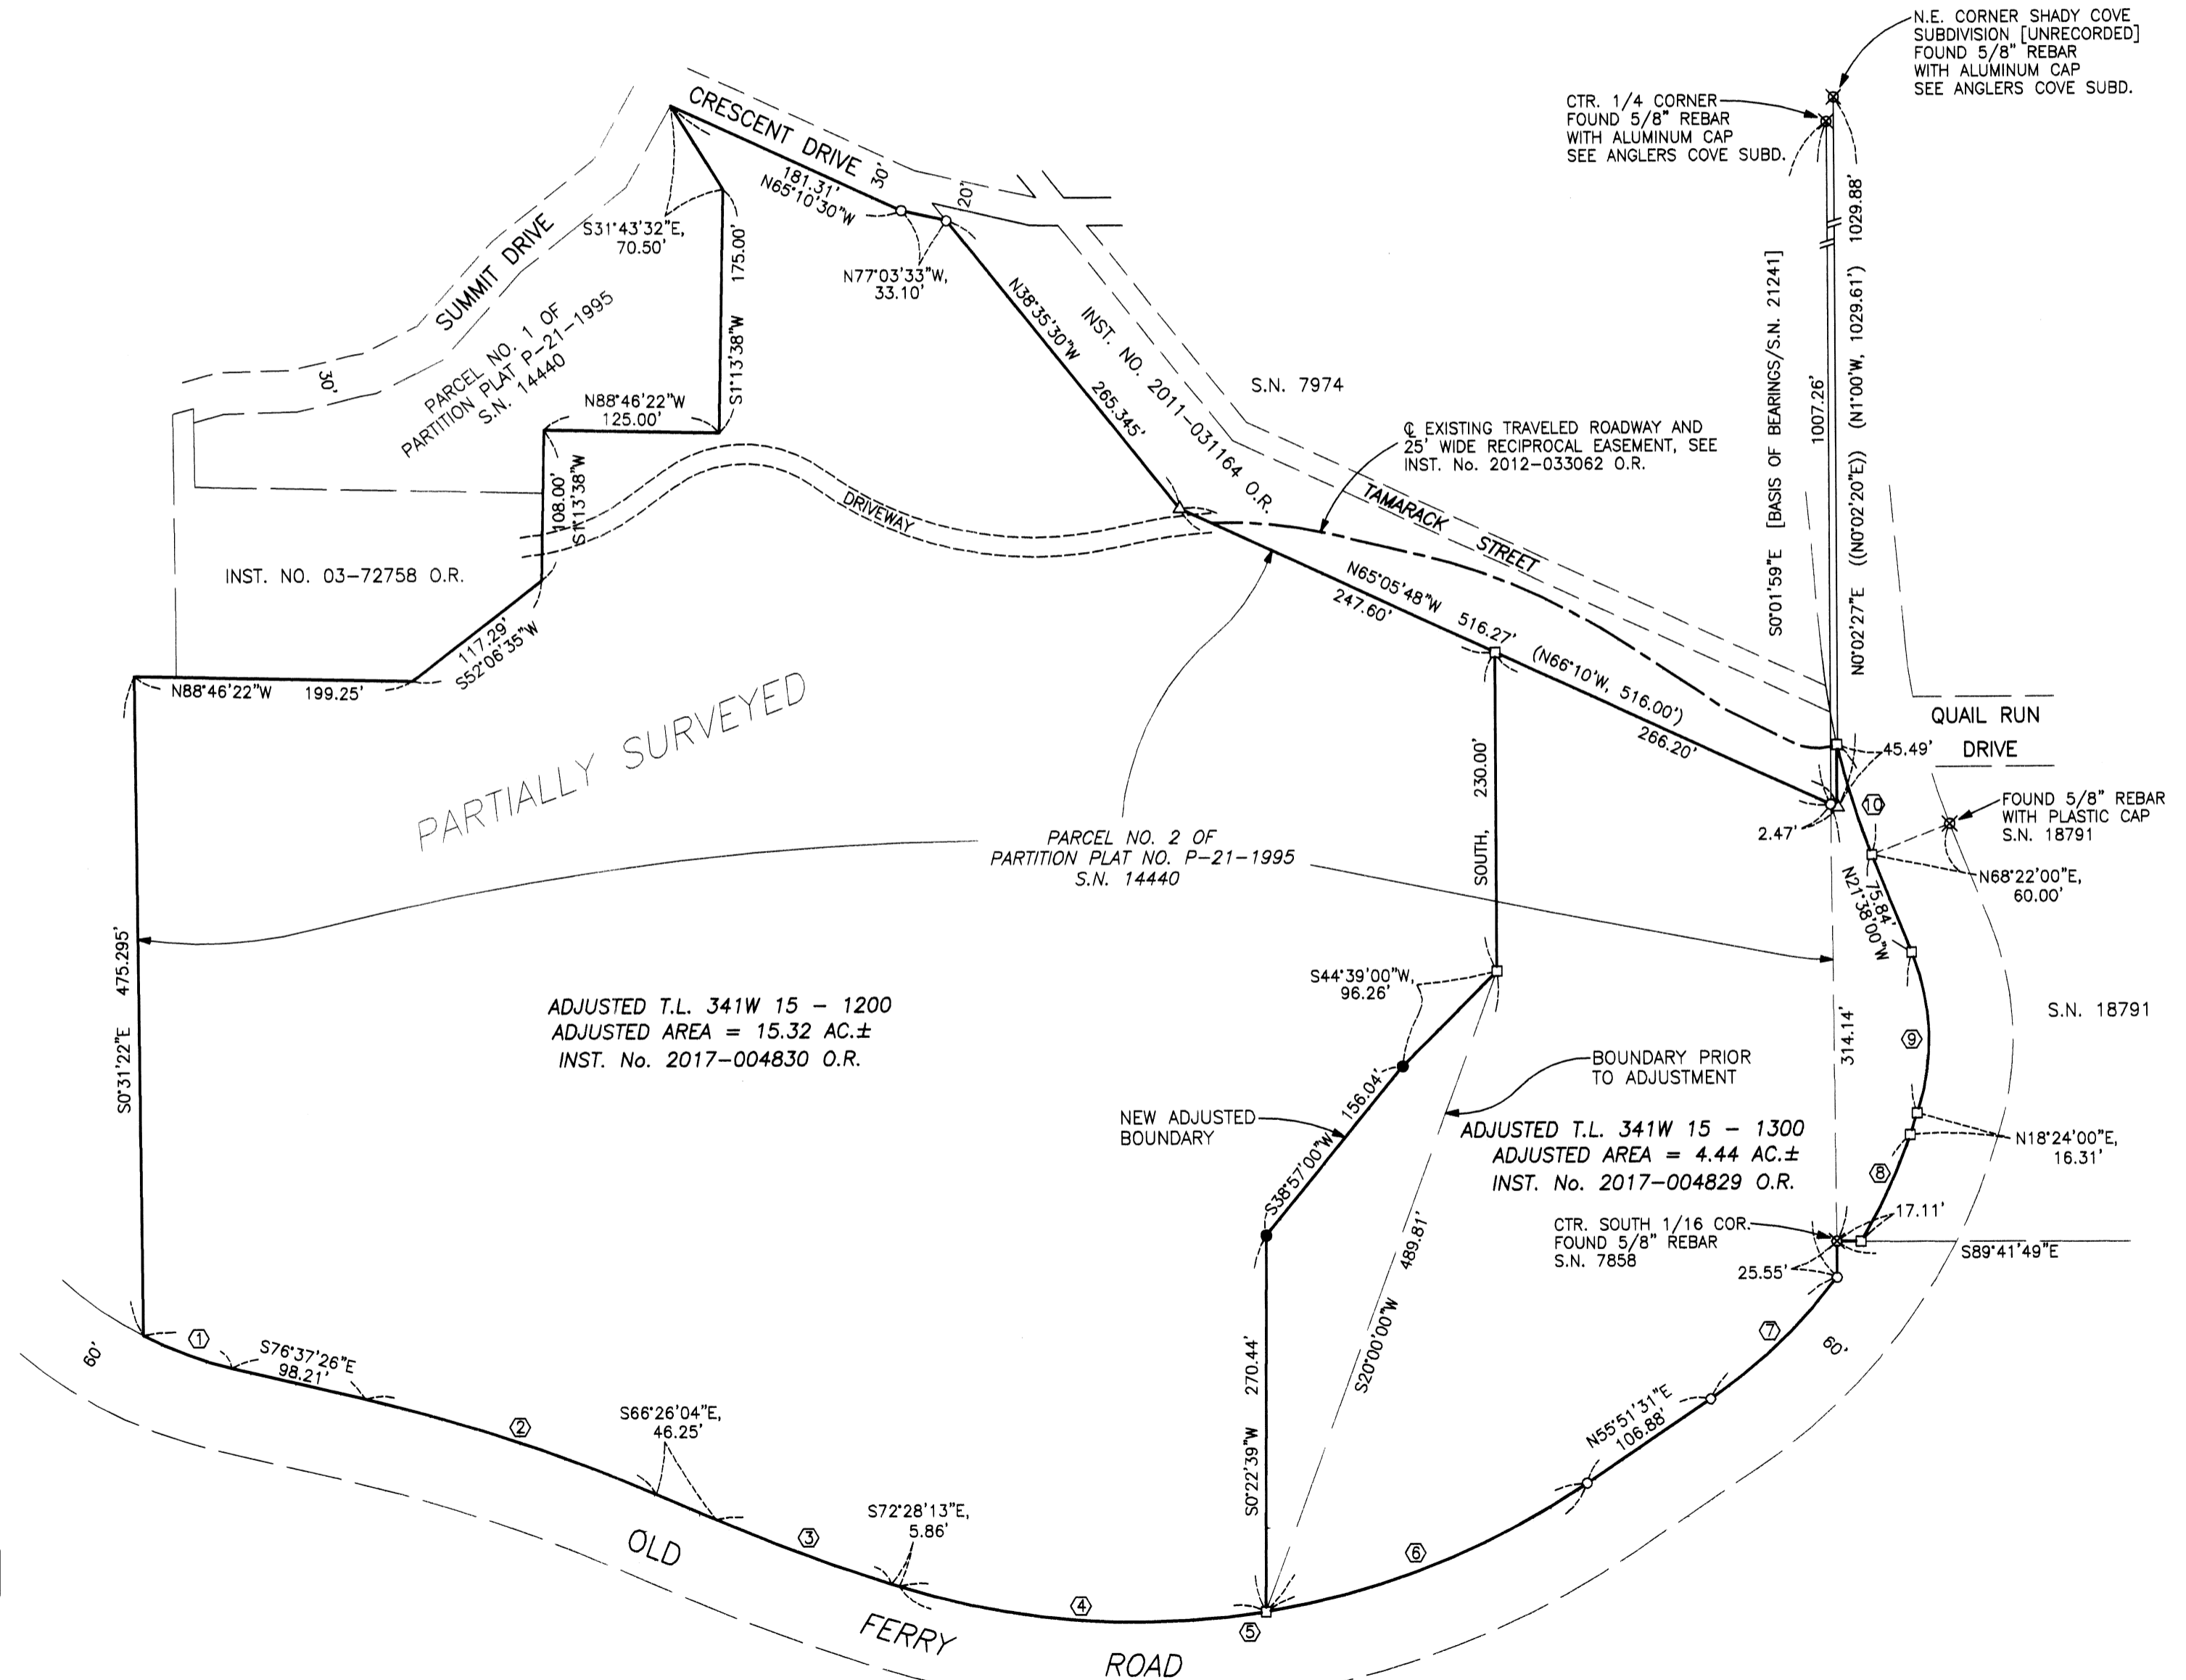 N.E. CORNER SHADY COVE
SUBDIVISION [UNRECORDED]
FOUND 5/8" REBAR
WITH ALUMINUM CAP
SEE ANGLERS COVE SUBD.
CTR. 1/4 CORNER
FOUND 5/8" REBAR
WITH ALUMINUM CAP
SEE ANGLERS COVE SUBD.
CRESCENT DRIVE
30'
20'
181.31'
N65°10'30"W
S31°43'32"E,
70.50'
175.00'
S1°13'38"W
N77°03'33"W,
33.10'
SUMMIT DRIVE
30'
PARCEL NO. 1 OF
PARTITION PLAT P-21-1995
S.N. 14440
N88°46'22"W
125.00'
108.00'
S1°13'38"W
DRIVEWAY
N38°35'30"W
265.345'
INST. NO. 2011-031164 O.R.
S.N. 7974
℄ EXISTING TRAVELED ROADWAY AND
25' WIDE RECIPROCAL EASEMENT, SEE
INST. No. 2012-033062 O.R.
TAMARACK
STREET
S0°01'59"E [BASIS OF BEARINGS/S.N. 21241]
1007.26'
N0°02'27"E ((N0°02'20"E)) (N1°00'W, 1029.61') 1029.88'
INST. NO. 03-72758 O.R.
117.29'
S52°06'35"W
N88°46'22"W 199.25'
N65°05'48"W 516.27'
247.60'
(N66°10'W, 516.00')
266.20'
QUAIL RUN
DRIVE
45.49'
10
2.47'
FOUND 5/8" REBAR
WITH PLASTIC CAP
S.N. 18791
N68°22'00"E,
60.00'
75.84'
N21°38'00"W
PARTIALLY SURVEYED
SOUTH, 230.00'
PARCEL NO. 2 OF
PARTITION PLAT NO. P-21-1995
S.N. 14440
S0°31'22"E 475.295'
S44°39'00"W,
96.26'
ADJUSTED T.L. 341W 15 - 1200
ADJUSTED AREA = 15.32 AC.±
INST. No. 2017-004830 O.R.
S.N. 18791
314.14'
9
BOUNDARY PRIOR
TO ADJUSTMENT
NEW ADJUSTED
BOUNDARY
S38°57'00"W 156.04'
ADJUSTED T.L. 341W 15 - 1300
ADJUSTED AREA = 4.44 AC.±
INST. No. 2017-004829 O.R.
N18°24'00"E,
16.31'
8
17.11'
CTR. SOUTH 1/16 COR.
FOUND 5/8" REBAR
S.N. 7858
S89°41'49"E
25.55'
S20°00'00"W 489.81'
S0°22'39"W 270.44'
7
60'
60'
1
S76°37'26"E
98.21'
2
S66°26'04"E,
46.25'
3
S72°28'13"E,
5.86'
4
5
6
N55°51'31"E
106.88'
OLD
FERRY
ROAD